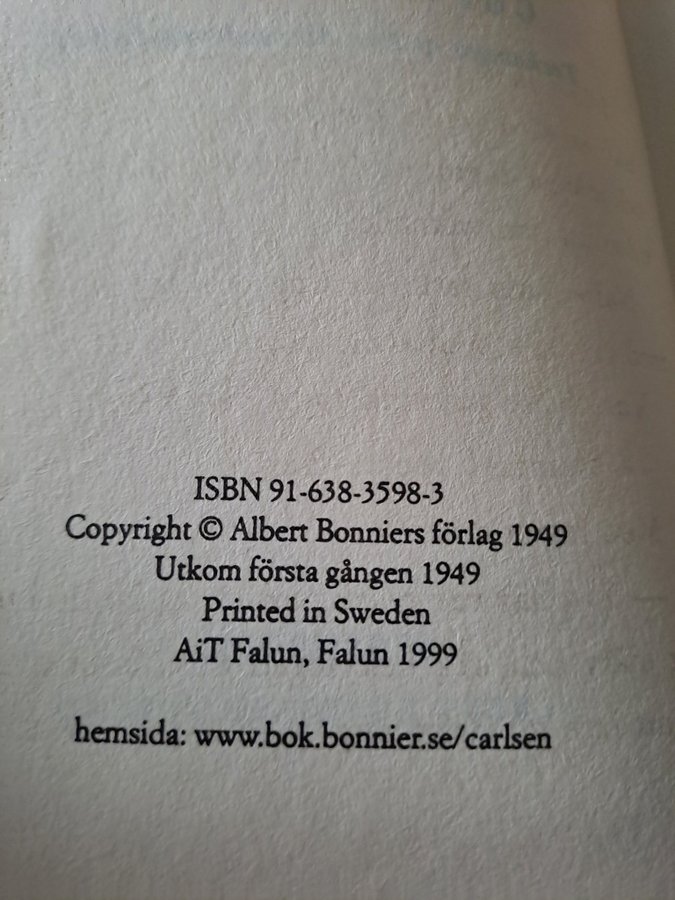 ISBN 91-638-3598-3
Copyright © Albert Bonniers förlag 1949
Utkom första gången 1949
Printed in Sweden
AiT Falun, Falun 1999
hemsida: www.bok.bonnier.se/carlsen